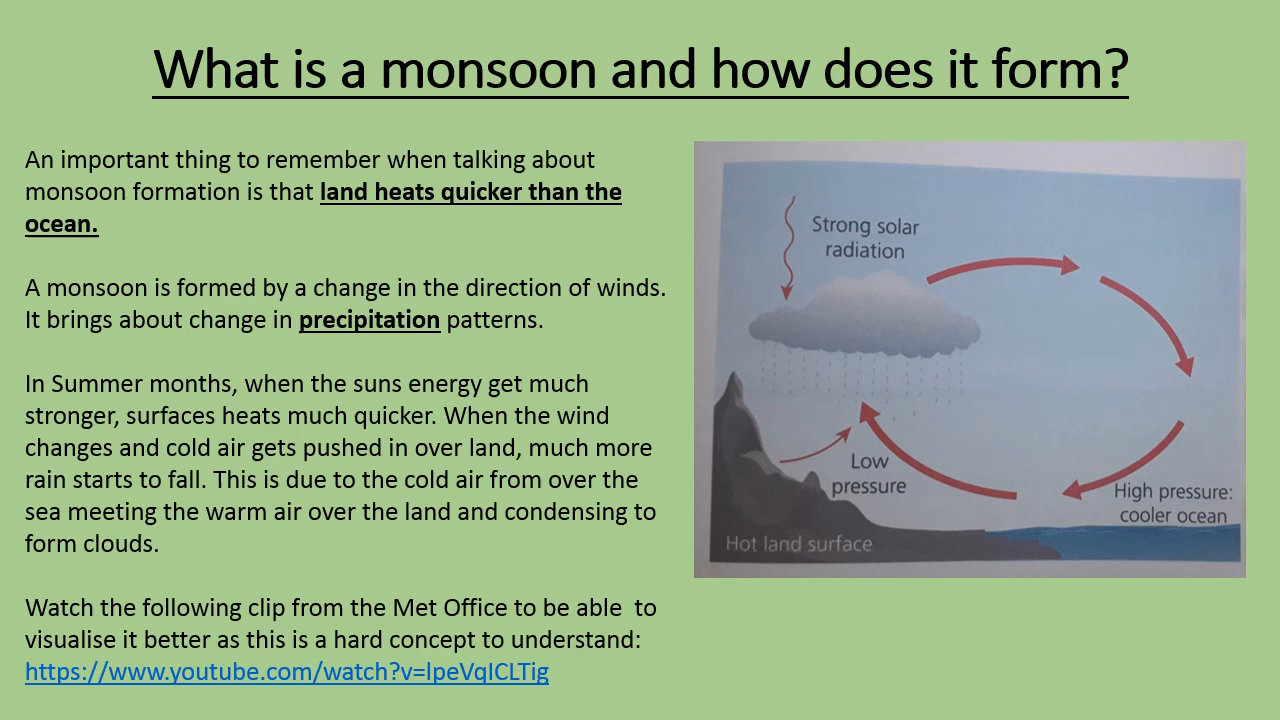 What is a monsoon and how does it form?
An important thing to remember when talking about
monsoon formation is that land heats quicker than the
ocean.
A monsoon is formed by a change in the direction of winds.
It brings about change in precipitation patterns.
In Summer months, when the suns energy get much
stronger, surfaces heats much quicker. When the wind
changes and cold air gets pushed in over land, much more
rain starts to fall. This is due to the cold air from over the
sea meeting the warm air over the land and condensing to
form clouds.
Watch the following clip from the Met Office to be able  to
visualise it better as this is a hard concept to understand:
https://www.youtube.com/watch?v=lpeVqICLTig
Strong solar
radiation
Low
pressure
High pressure:
cooler ocean
Hot land surface